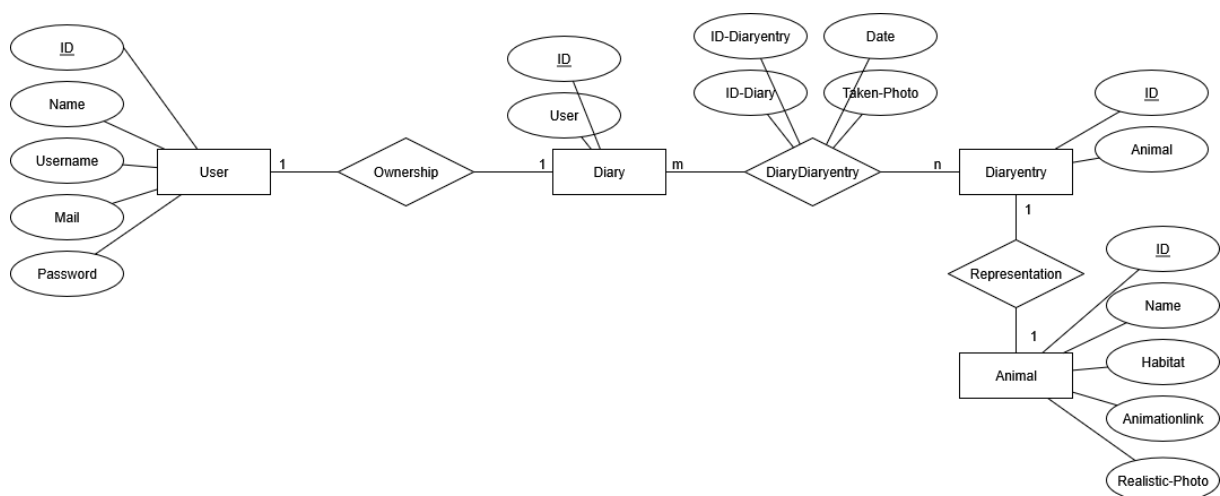 ID
Name
Username
Mail
Password
User
1
Ownership
1
ID
User
Diary
m
ID-Diaryentry
Date
ID-Diary
Taken-Photo
DiaryDiaryentry
n
ID
Animal
Diaryentry
1
Representation
1
Animal
ID
Name
Habitat
Animationlink
Realistic-Photo